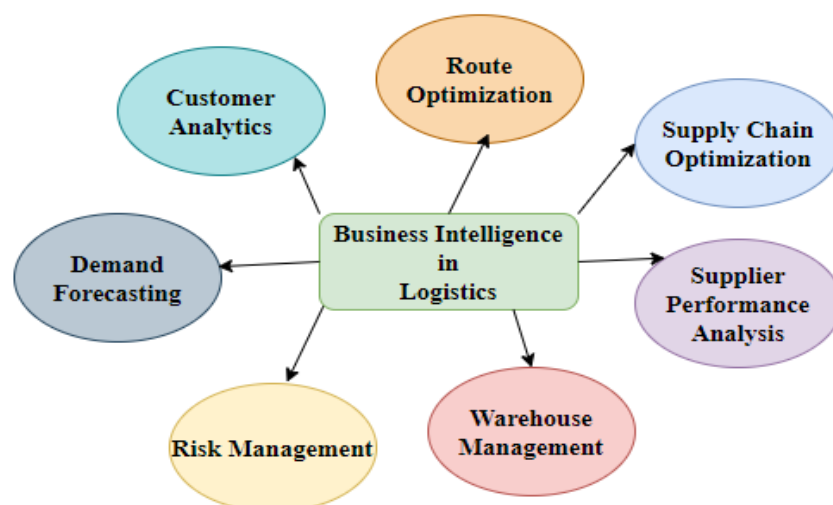 Route
Optimization
Customer
Analytics
Supply Chain
Optimization
Business Intelligence
in
Logistics
Demand
Forecasting
Supplier
Performance
Analysis
Risk Management
Warehouse
Management